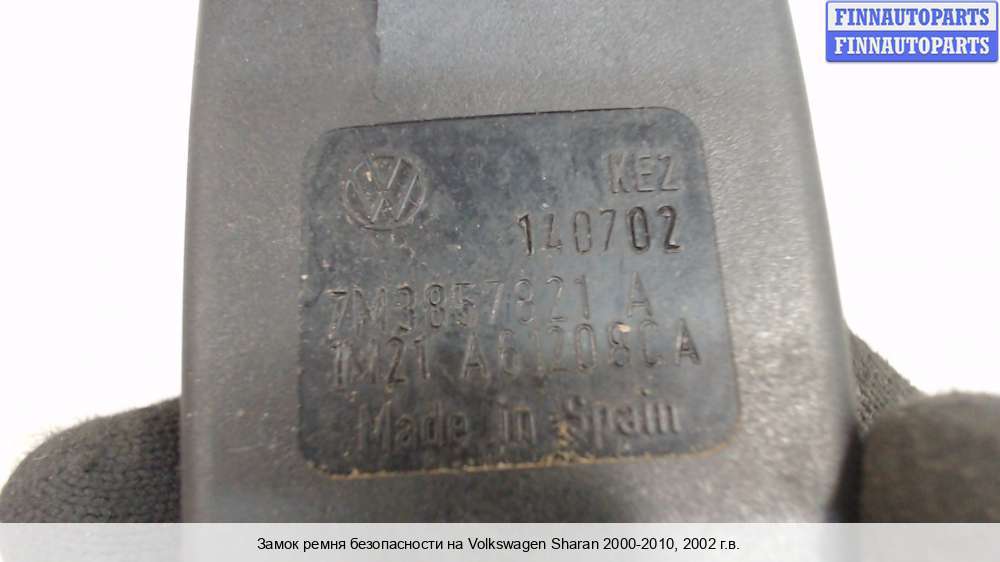 FINNAUTOPARTS
FINNAUTOPARTS
VW
KEZ
140702
7M3857821 A
1M21 A61208CA
Made in Spain
Замок ремня безопасности на Volkswagen Sharan 2000-2010, 2002 г.в.